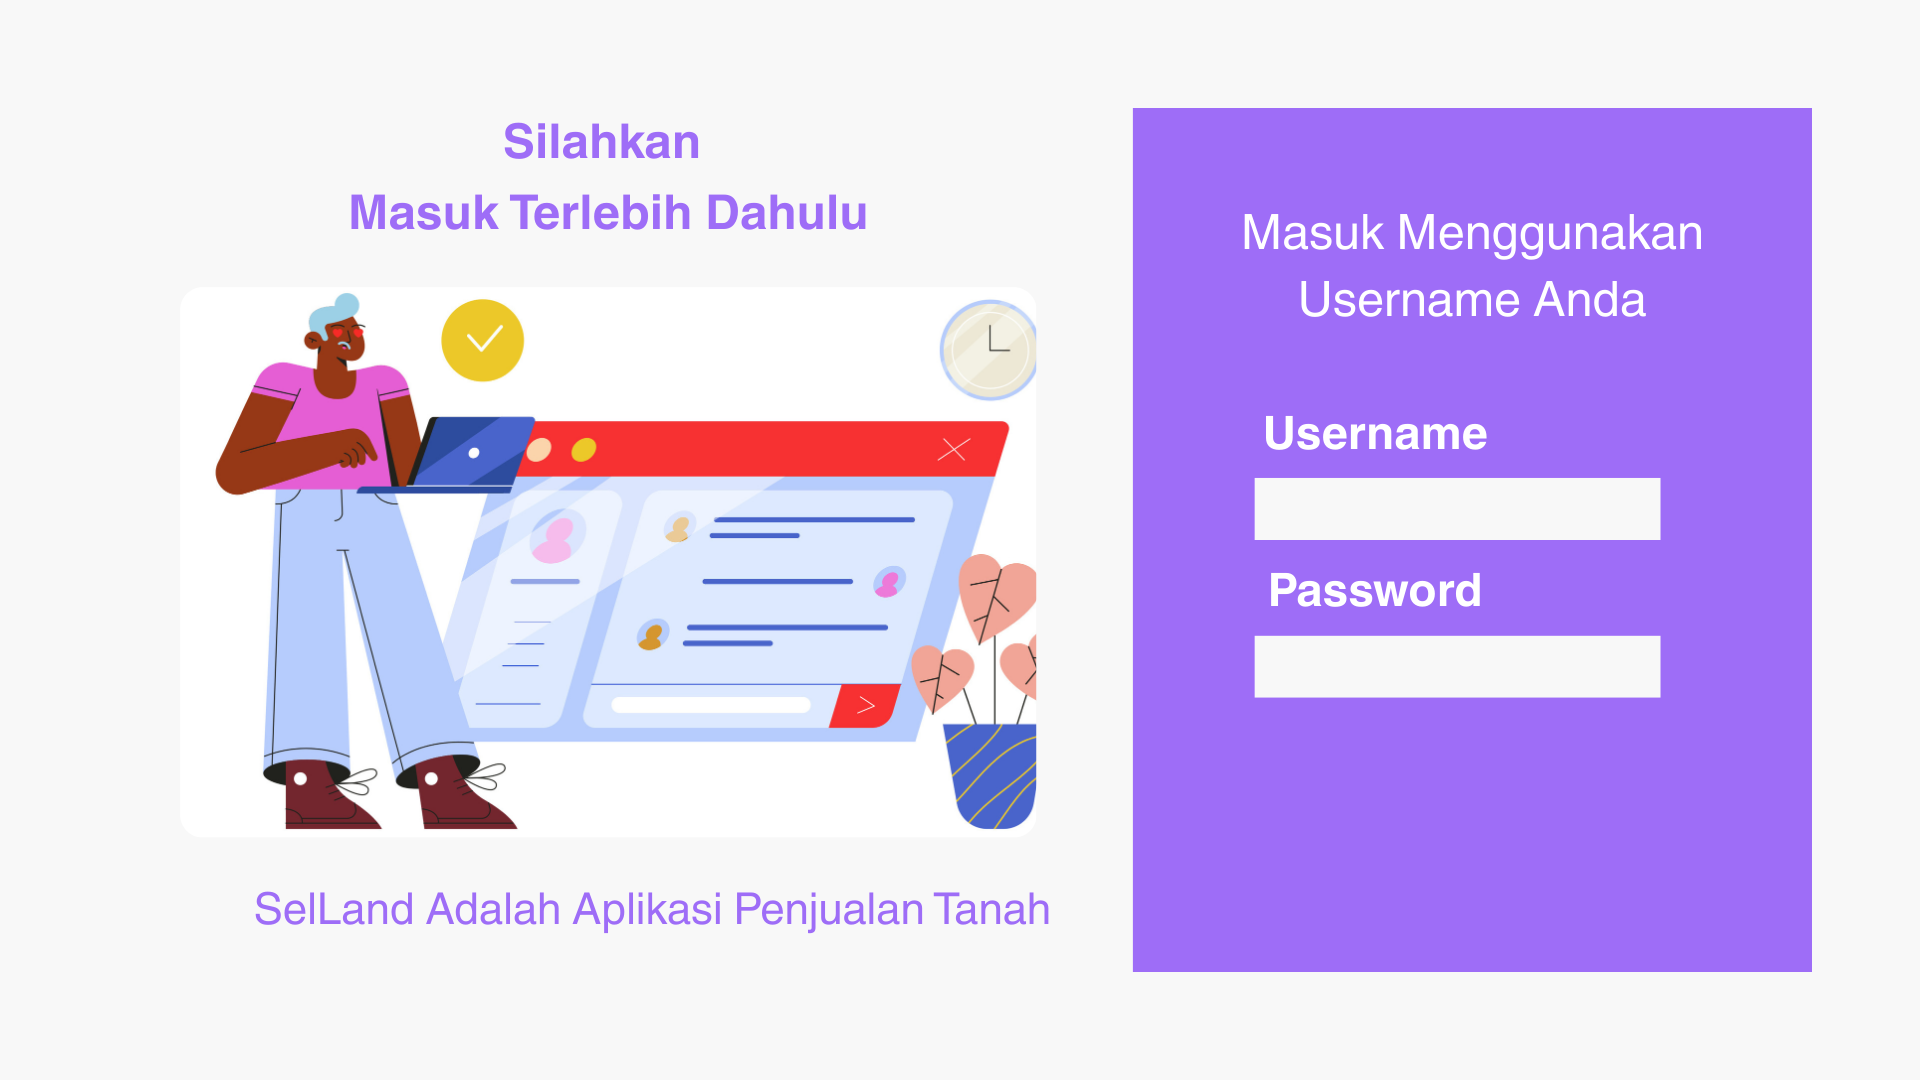 Silahkan
Masuk Terlebih Dahulu
SelLand Adalah Aplikasi Penjualan Tanah
Masuk Menggunakan
Username Anda
Username
Password